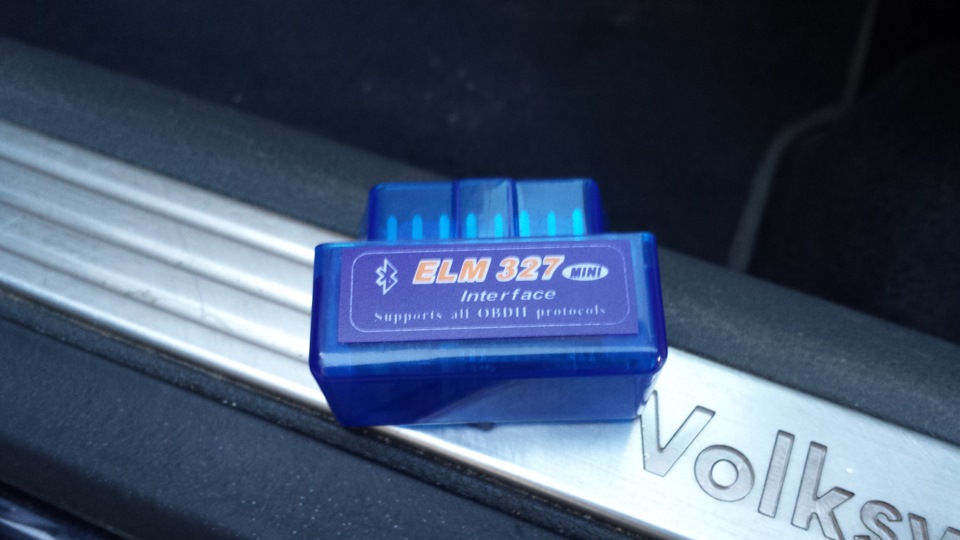 ELM 327 MINI
Interface
Supports all OBDII protocols
Volksw